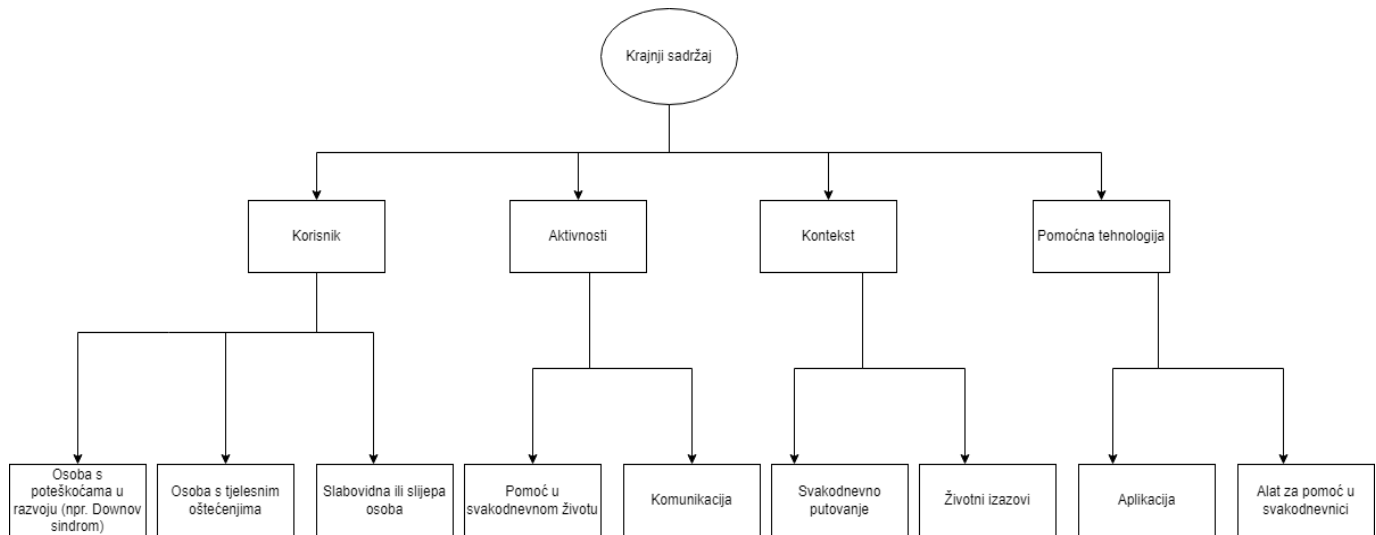 Krajnji sadržaj
Korisnik
Aktivnosti
Kontekst
Pomoćna tehnologija
Osoba s
poteškoćama u
razvoju (npr. Downov
sindrom)
Osoba s tjelesnim
oštećenjima
Slabovidna ili slijepa
osoba
Pomoć u
svakodnevnom životu
Komunikacija
Svakodnevno
putovanje
Životni izazovi
Aplikacija
Alat za pomoć u
svakodnevnici